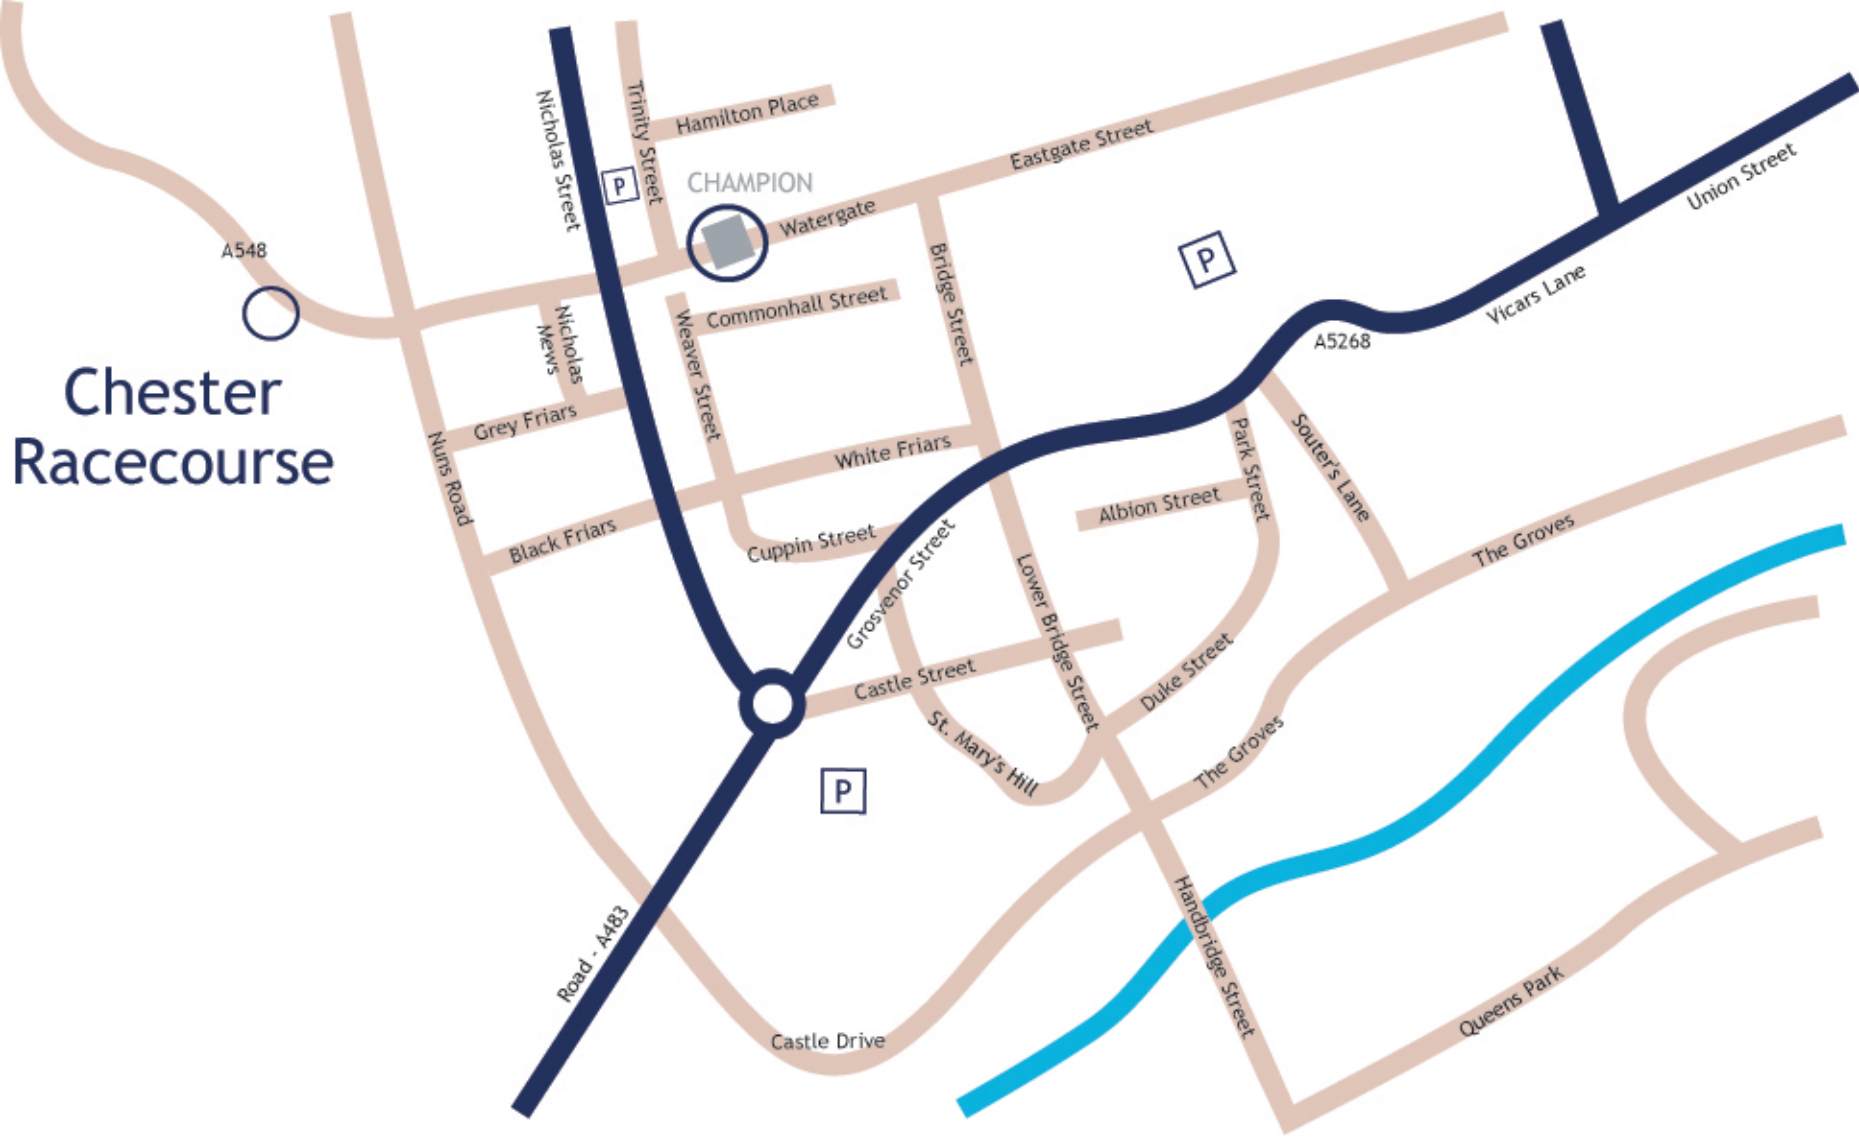 Nicholas Street
Trinity Street
Hamilton Place
P
CHAMPION
Watergate
Eastgate Street
Union Street
A548
P
Bridge Street
Vicars Lane
A5268
Commonhall Street
Nicholas
Mews
Weaver Street
Chester
Racecourse
Grey Friars
Nuns Road
White Friars
Black Friars
Cuppin Street
Grosvenor Street
Park Street
Souter's Lane
Albion Street
The Groves
Lower Bridge Street
Castle Street
Duke Street
St. Mary's Hill
The Groves
P
Handbridge Street
Road - A483
Castle Drive
Queens Park